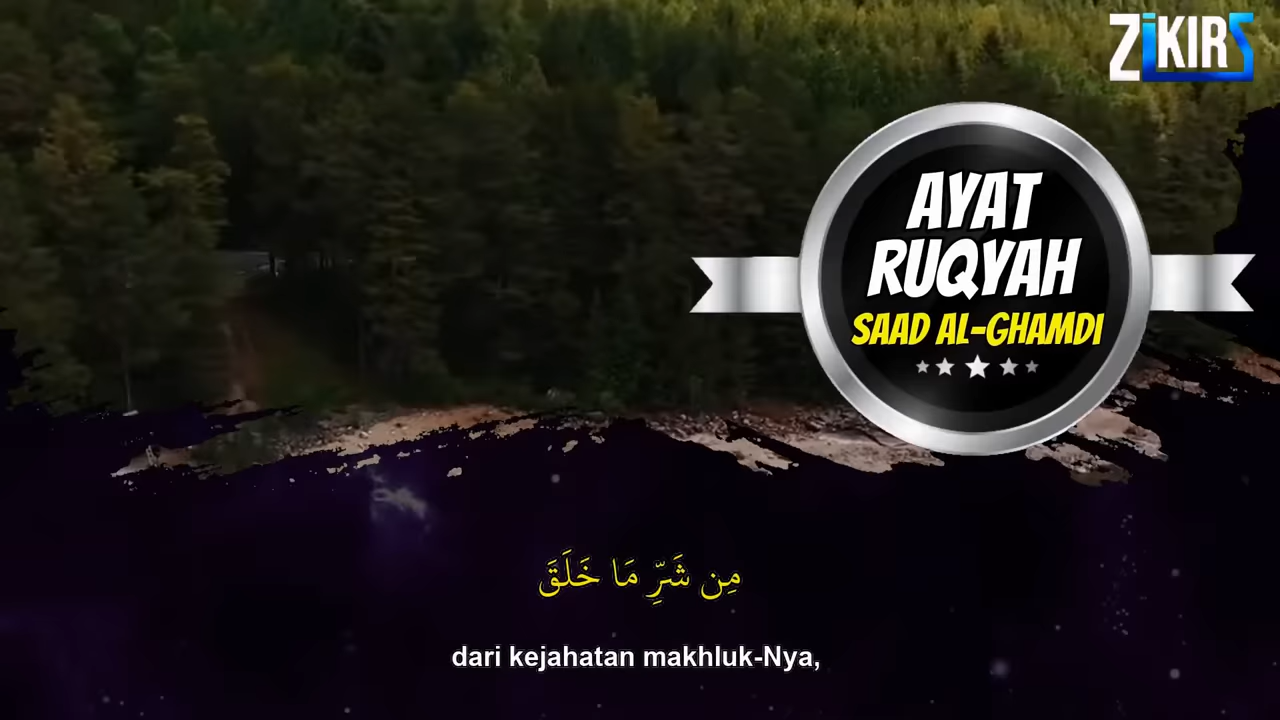 ZiKIRS
AYAT
RUQYAH
SAAD AL-GHAMDI
مِن شَرِّ مَا خَلَقَ
dari kejahatan makhluk-Nya,